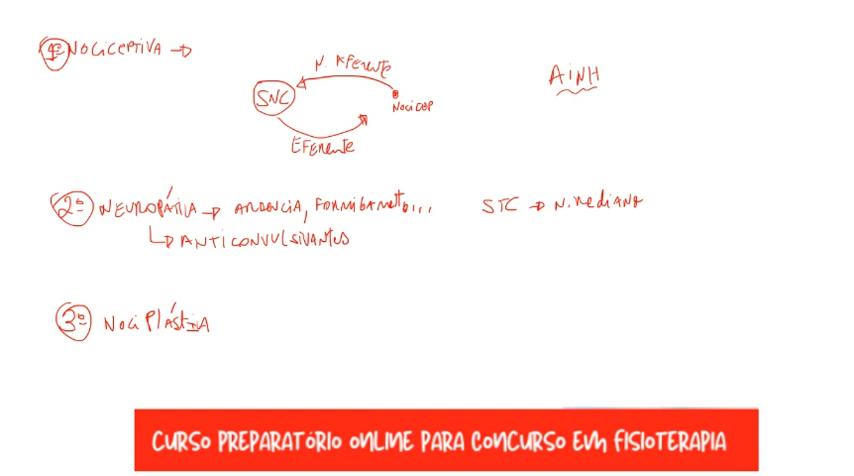 1º NOCICEPTIVA →
N. AFERENTE
AINH
SNC
NOCICEP
EFERENTE
2º NEUROPÁTICA → ARDENCIA, FORMIGAMENTO... STC → N. MEDIANO
↳ ANTICONVULSIVANTES
3º NOCIPLÁSTICA
CURSO PREPARATÓRIO ONLINE PARA CONCURSO EM FISIOTERAPIA